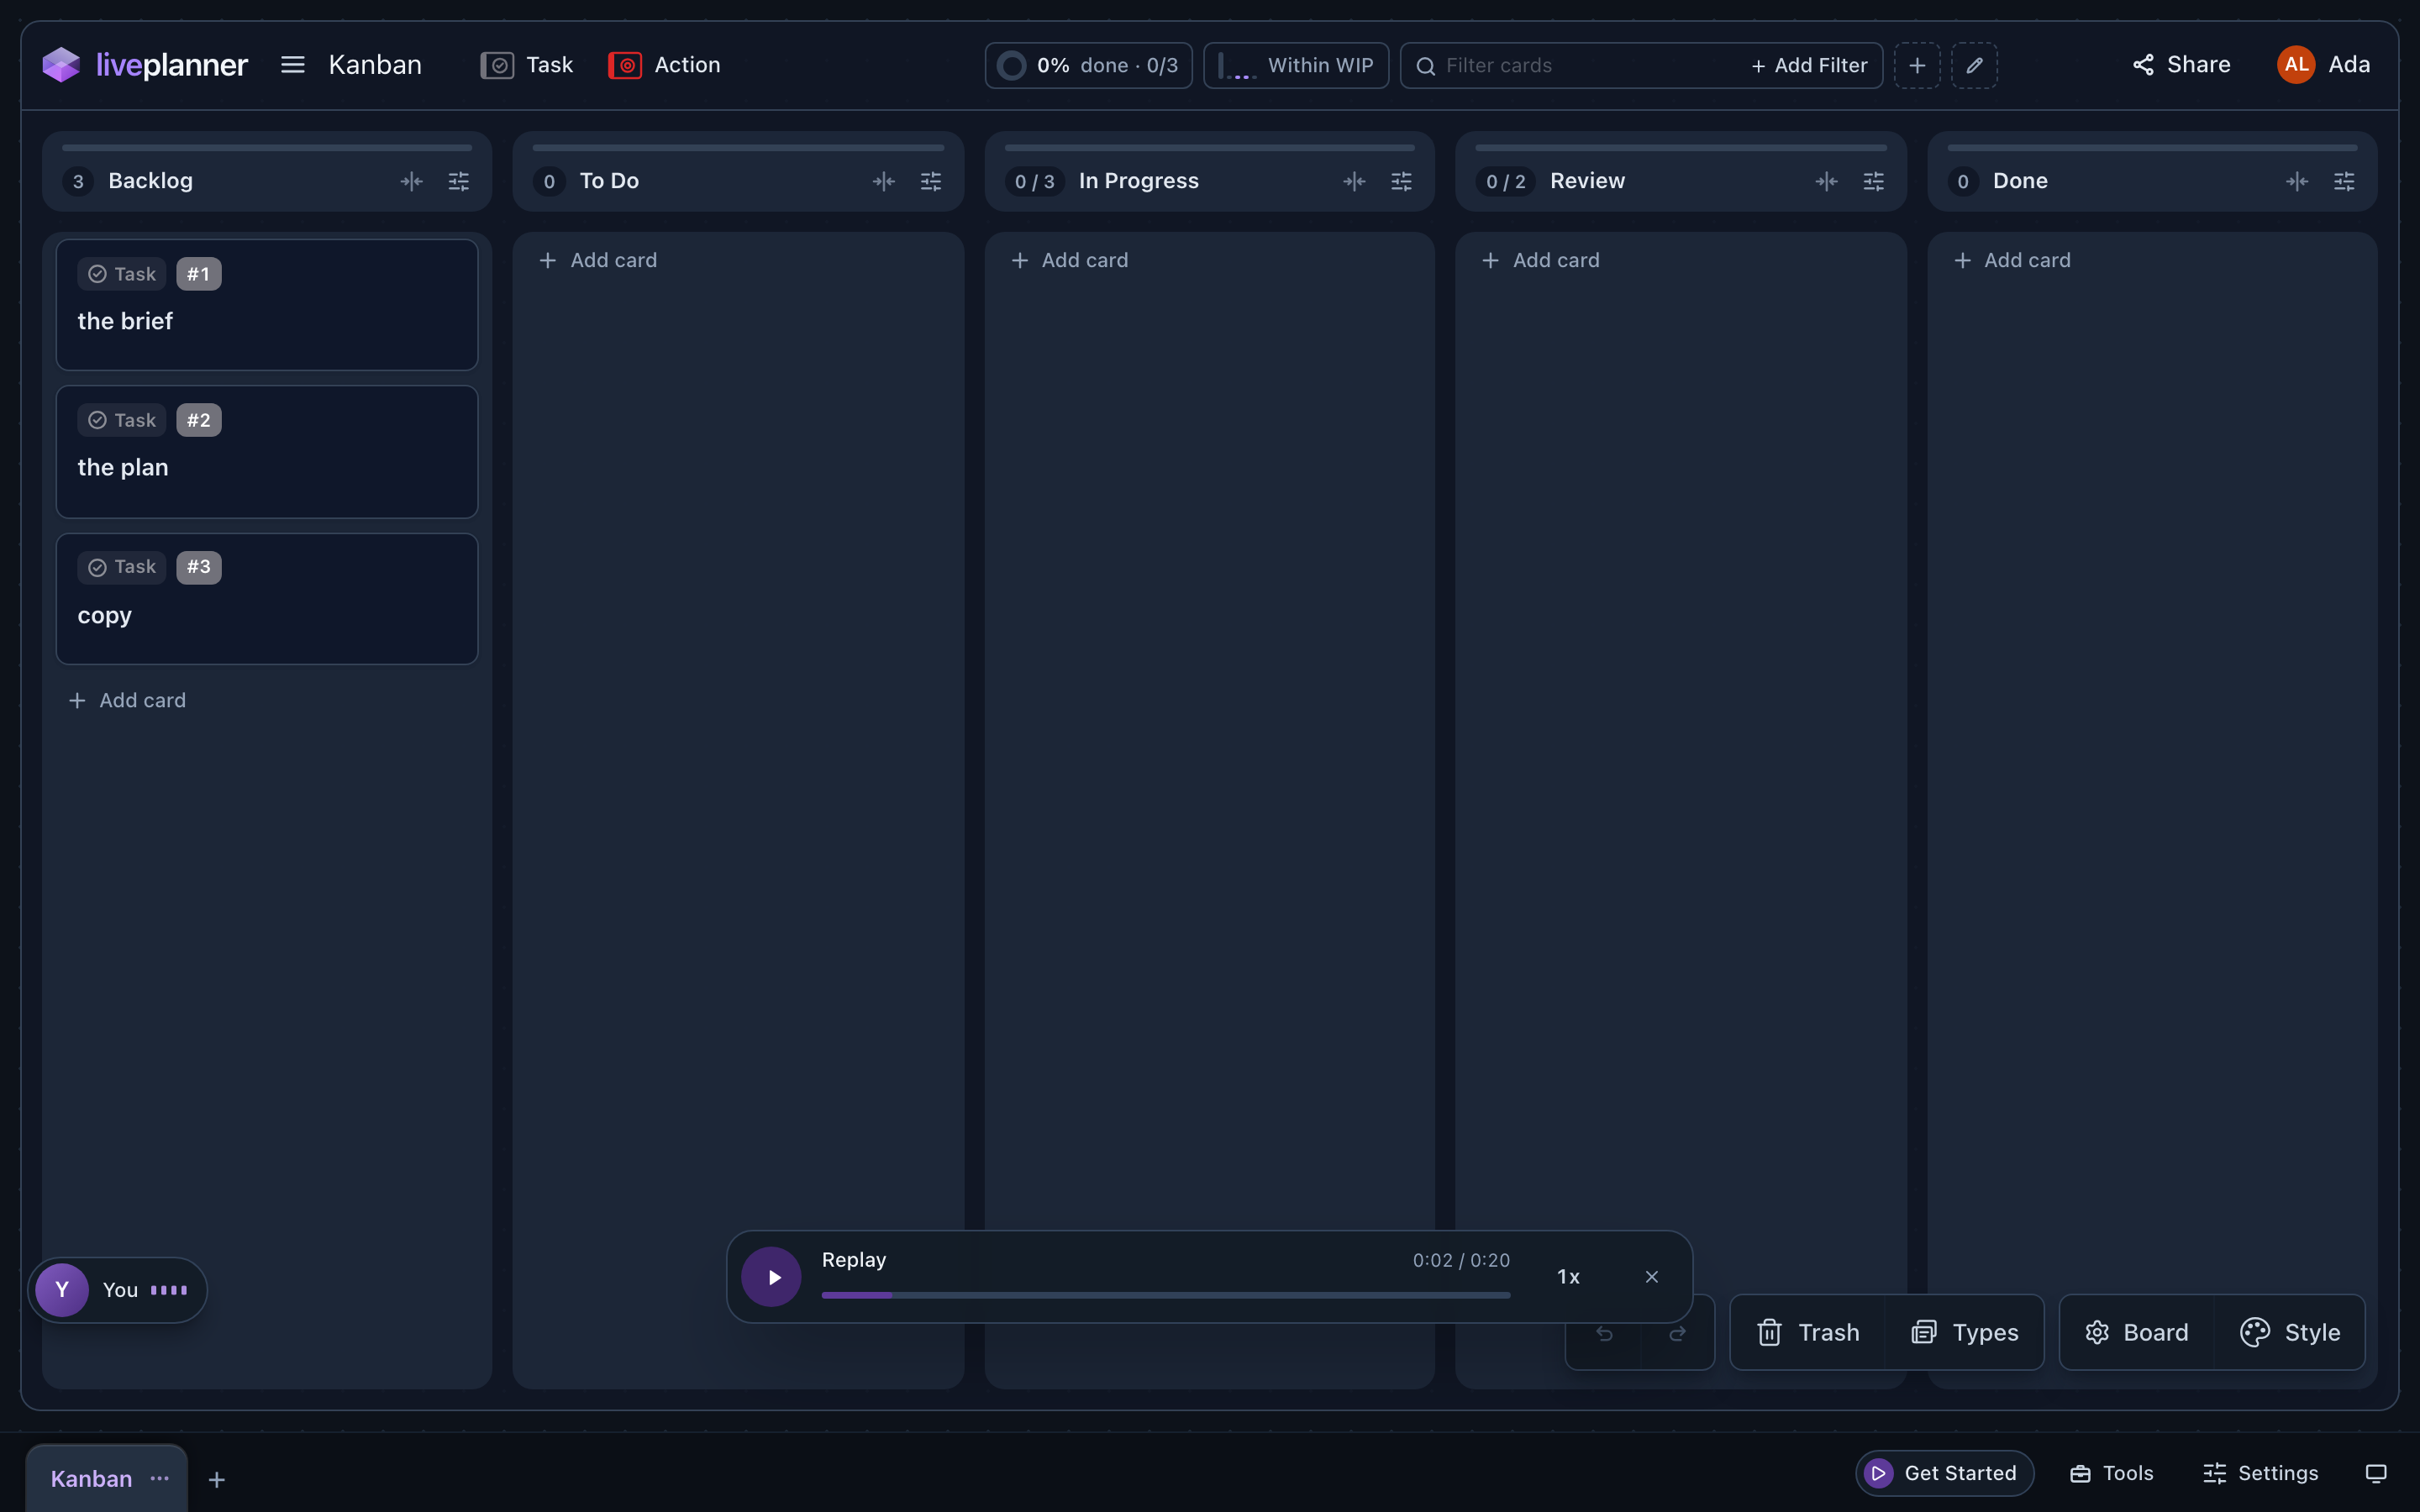 liveplanner Kanban Task Action 0% done · 0/3 Within WIP Filter cards + Add Filter Share AL Ada
3 Backlog
0 To Do
0 / 3 In Progress
0 / 2 Review
0 Done
Task #1
the brief
Task #2
the plan
Task #3
copy
+ Add card
+ Add card
+ Add card
+ Add card
+ Add card
Y You
Replay 0:02 / 0:20 1x
Trash Types Board Style
Kanban
Get Started Tools Settings